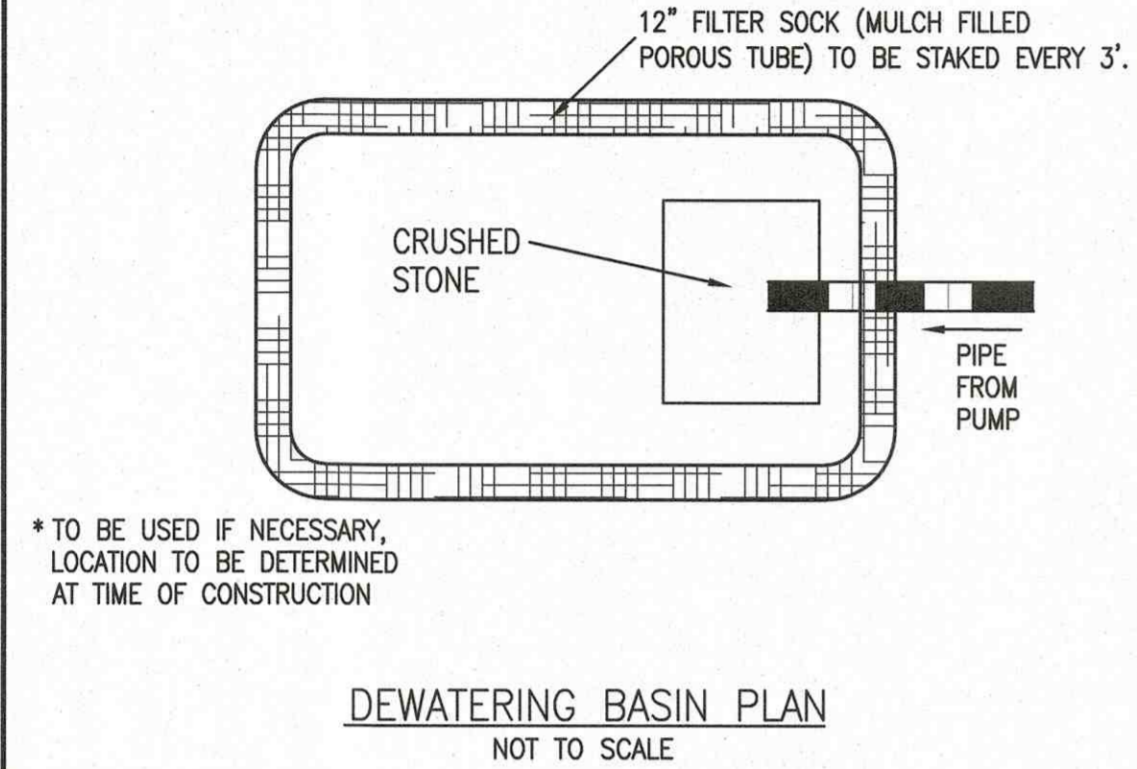 12" FILTER SOCK (MULCH FILLED
POROUS TUBE) TO BE STAKED EVERY 3'.
CRUSHED
STONE
PIPE
FROM
PUMP
* TO BE USED IF NECESSARY,
LOCATION TO BE DETERMINED
AT TIME OF CONSTRUCTION
DEWATERING BASIN PLAN
NOT TO SCALE